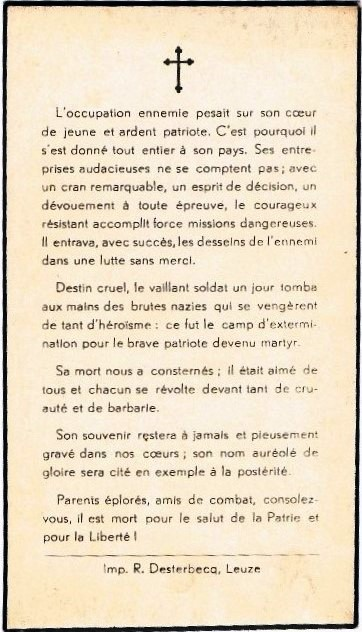 L'occupation ennemie pesait sur son cœur
de jeune et ardent patriote. C'est pourquoi il
s'est donné tout entier à son pays. Ses entre-
prises audacieuses ne se comptent pas ; avec
un cran remarquable, un esprit de décision, un
dévouement à toute épreuve, le courageux
résistant accomplit force missions dangereuses.
Il entrava, avec succès, les desseins de l'ennemi
dans une lutte sans merci.
Destin cruel, le vaillant soldat un jour tomba
aux mains des brutes nazies qui se vengèrent
de tant d'héroïsme : ce fut le camp d'extermi-
nation pour le brave patriote devenu martyr.
Sa mort nous a consternés ; il était aimé de
tous et chacun se révolte devant tant de cru-
auté et de barbarie.
Son souvenir restera à jamais et pieusement
gravé dans nos cœurs ; son nom auréolé de
gloire sera cité en exemple à la postérité.
Parents éplorés, amis de combat, consolez-
vous, il est mort pour le salut de la Patrie et
pour la Liberté !
Imp. R. Desterbecq, Leuze